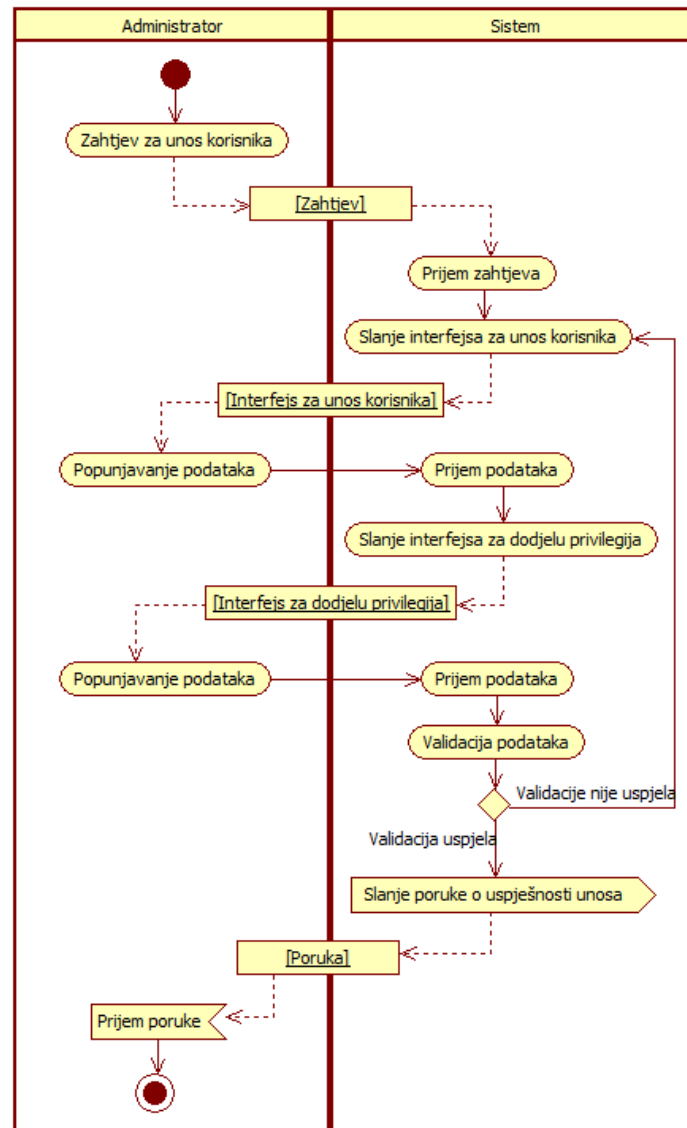 Administrator
Sistem
Zahtjev za unos korisnika
[Zahtjev]
Prijem zahtjeva
Slanje interfejsa za unos korisnika
[Interfejs za unos korisnika]
Popunjavanje podataka
Prijem podataka
Slanje interfejsa za dodjelu privilegija
[Interfejs za dodjelu privilegija]
Popunjavanje podataka
Prijem podataka
Validacija podataka
Validacije nije uspjela
Validacija uspjela
Slanje poruke o uspješnosti unosa
[Poruka]
Prijem poruke